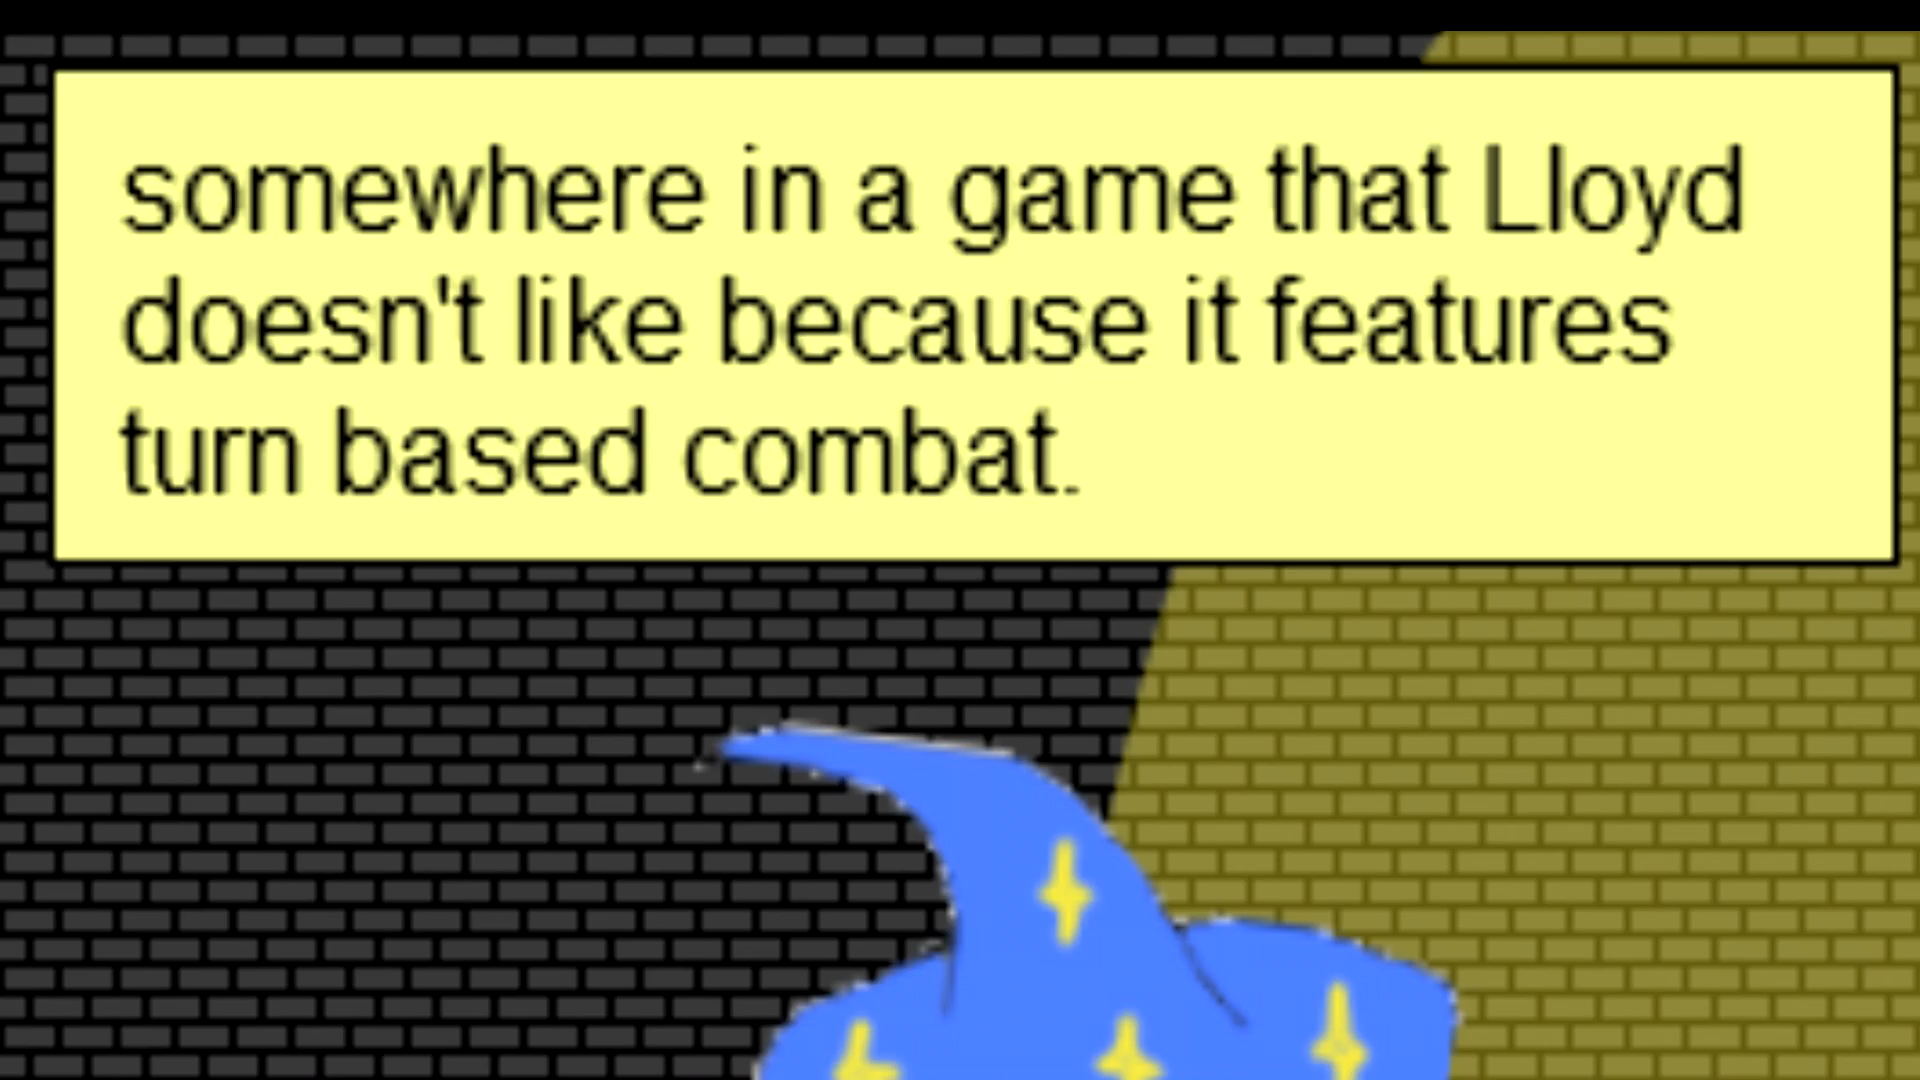 somewhere in a game that Lloyd
doesn't like because it features
turn based combat.